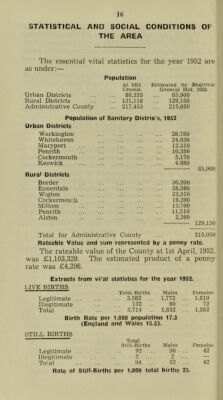 16
STATISTICAL AND SOCIAL CONDITIONS OF
THE AREA
The essential vital statistics for the year 1952 are
as under:—
Population
At 1951 Estimated by Registrar
Census. General Mid. 1952.
Urban Districts ... 86,335 85,900
Rural Districts ... 131,118 129,150
Administrative County ... 217,453 215,050
Population of Sanitary Districts, 1952
Urban Districts
Workington ... 28,780
Whitehaven ... 24,630
Maryport ... 12,310
Penrith ... 10,350
Cockermouth ... 5,170
Keswick ... 4,660
85,900
Rural Districts
Border ... 30,200
Ennerdale ... 28,580
Wigton ... 23,510
Cockermouth ... 19,390
Millom ... 13,700
Penrith ... 11,510
Alston ... 2,260
129,150
Total for Administrative County 215,050
Rateable Value and sum represented by a penny rate.
The rateable value of the County at 1st April, 1952,
was £1,103,329. The estimated product of a penny
rate was £4,206.
Extracts from vital statistics for the year 1952.
LIVE BIRTHS
Total Births Males Females
Legitimate ... 3,582 1,772 1,810
Illegitimate ... 132 60 72
Total ... 3,714 1,832 1,882
Birth Rate per 1,000 population 17.3
(England and Wales 15.3).
STILL BIRTHS
Total
Still-Births Males Females
Legitimate ... 92 50 42
Illegitimate ... 2 2 —
Total ... 94 52 42
Rate of Still-Births per 1,000 total births 25.